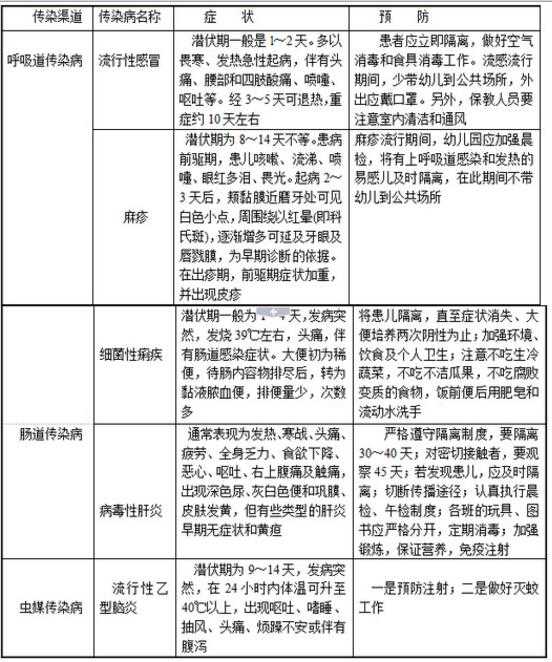 传染渠道 传染病名称 症 状 预 防
呼吸道传染病
流行性感冒
潜伏期一般是1～2天。多以
畏寒、发热急性起病，伴有头
痛、腰部和四肢酸痛、喷嚏、
呕吐等。经3～5天可退热，重
症约10天左右
患者应立即隔离，做好空气
消毒和食具消毒工作。流感流行
期间，少带幼儿到公共场所，外
出应戴口罩。另外，保教人员要
注意室内清洁和通风
麻疹
潜伏期为8～14天不等。患病
前驱期，患儿咳嗽、流涕、喷
嚏、眼红多泪、畏光。起病2～
3天后，颊黏膜近磨牙处可见
白色小点，周围绕以红晕(即科
氏斑)，逐渐增多可延及牙眼及
唇戮膜，为早期诊断的依据。
在出疹期，前驱期症状加重，
并出现皮疹
麻疹流行期间，幼儿园应加强晨
检，将有上呼吸道感染和发热的
易感儿及时隔离，在此期间不带
幼儿到公共场所
肠道传染病
细菌性痢疾
潜伏期一般为 天，发病突
然，发烧39℃左右，头痛，伴
有肠道感染症状。大便初为稀
便，待肠内容物排尽后，转为
黏液脓血便，排便量少，次数
多
将患儿隔离，直至症状消失、大
便培养两次阴性为止；加强环境、
饮食及个人卫生；注意不吃生冷
蔬菜，不吃不洁瓜果，不吃腐败
变质的食物，饭前便后用肥皂和
流动水洗手
病毒性肝炎
通常表现为发热、寒战、头痛、
疲劳、全身乏力、食欲下降、
恶心、呕吐、右上腹痛及触痛，
出现深色尿、灰白色便和巩膜、
皮肤发黄，但有些类型的肝炎
早期无症状和黄疸
严格遵守隔离制度，要隔离
30～40天；对密切接触者，要观
察45天；若发现患儿，应及时隔
离；切断传播途径；认真执行晨
检、午检制度；各班的玩具、图
书应严格分开，定期消毒；加强
锻炼，保证营养，免疫注射
虫媒传染病
流行性乙
型脑炎
潜伏期为9～14天，发病突
然，在24小时内体温可升至
40℃以上，出现呕吐、嗜睡、
抽风、头痛、烦躁不安或伴有
腹泻
一是预防注射；二是做好灭蚊
工作